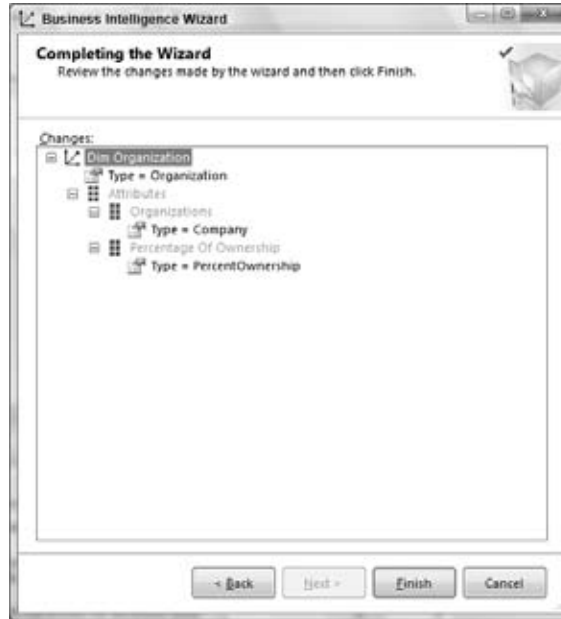 Business Intelligence Wizard
Completing the Wizard
Review the changes made by the wizard and then click Finish.
Changes:
Dim Organization
Type = Organization
Attributes
Organizations
Type = Company
Percentage Of Ownership
Type = PercentOwnership
< Back
Next >
Finish
Cancel